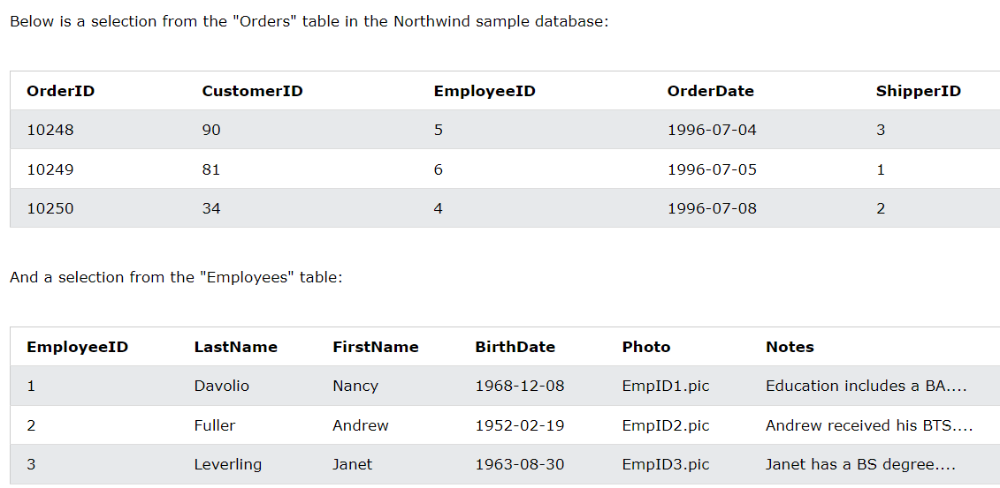 Below is a selection from the "Orders" table in the Northwind sample database:
OrderID CustomerID EmployeeID OrderDate ShipperID
10248 90 5 1996-07-04 3
10249 81 6 1996-07-05 1
10250 34 4 1996-07-08 2
And a selection from the "Employees" table:
EmployeeID LastName FirstName BirthDate Photo Notes
1 Davolio Nancy 1968-12-08 EmpID1.pic Education includes a BA....
2 Fuller Andrew 1952-02-19 EmpID2.pic Andrew received his BTS....
3 Leverling Janet 1963-08-30 EmpID3.pic Janet has a BS degree....